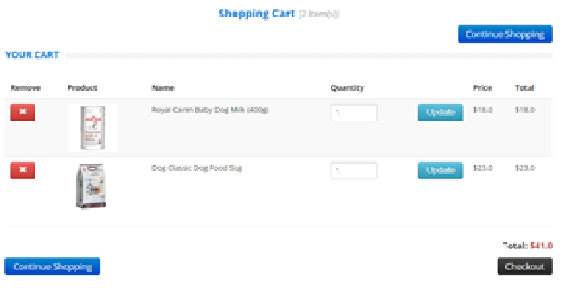 Shopping Cart [2 Item(s)]
Continue Shopping
YOUR CART
Remove Product Name Quantity Price Total
Royal Canin Baby Dog Milk (400g) 1 Update $18.0 $18.0
Dog Classic Dog Food 5kg 1 Update $23.0 $23.0
Total: $41.0
Continue Shopping Checkout